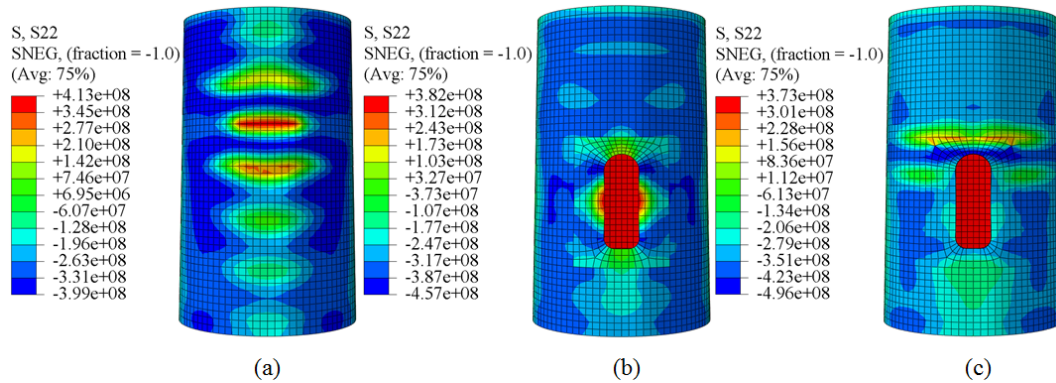 S, S22
SNEG, (fraction = -1.0)
(Avg: 75%)
+4.13e+08
+3.45e+08
+2.77e+08
+2.10e+08
+1.42e+08
+7.46e+07
+6.95e+06
-6.07e+07
-1.28e+08
-1.96e+08
-2.63e+08
-3.31e+08
-3.99e+08
S, S22
SNEG, (fraction = -1.0)
(Avg: 75%)
+3.82e+08
+3.12e+08
+2.43e+08
+1.73e+08
+1.03e+08
+3.27e+07
-3.73e+07
-1.07e+08
-1.77e+08
-2.47e+08
-3.17e+08
-3.87e+08
-4.57e+08
S, S22
SNEG, (fraction = -1.0)
(Avg: 75%)
+3.73e+08
+3.01e+08
+2.28e+08
+1.56e+08
+8.36e+07
+1.12e+07
-6.13e+07
-1.34e+08
-2.06e+08
-2.79e+08
-3.51e+08
-4.23e+08
-4.96e+08
(a)
(b)
(c)